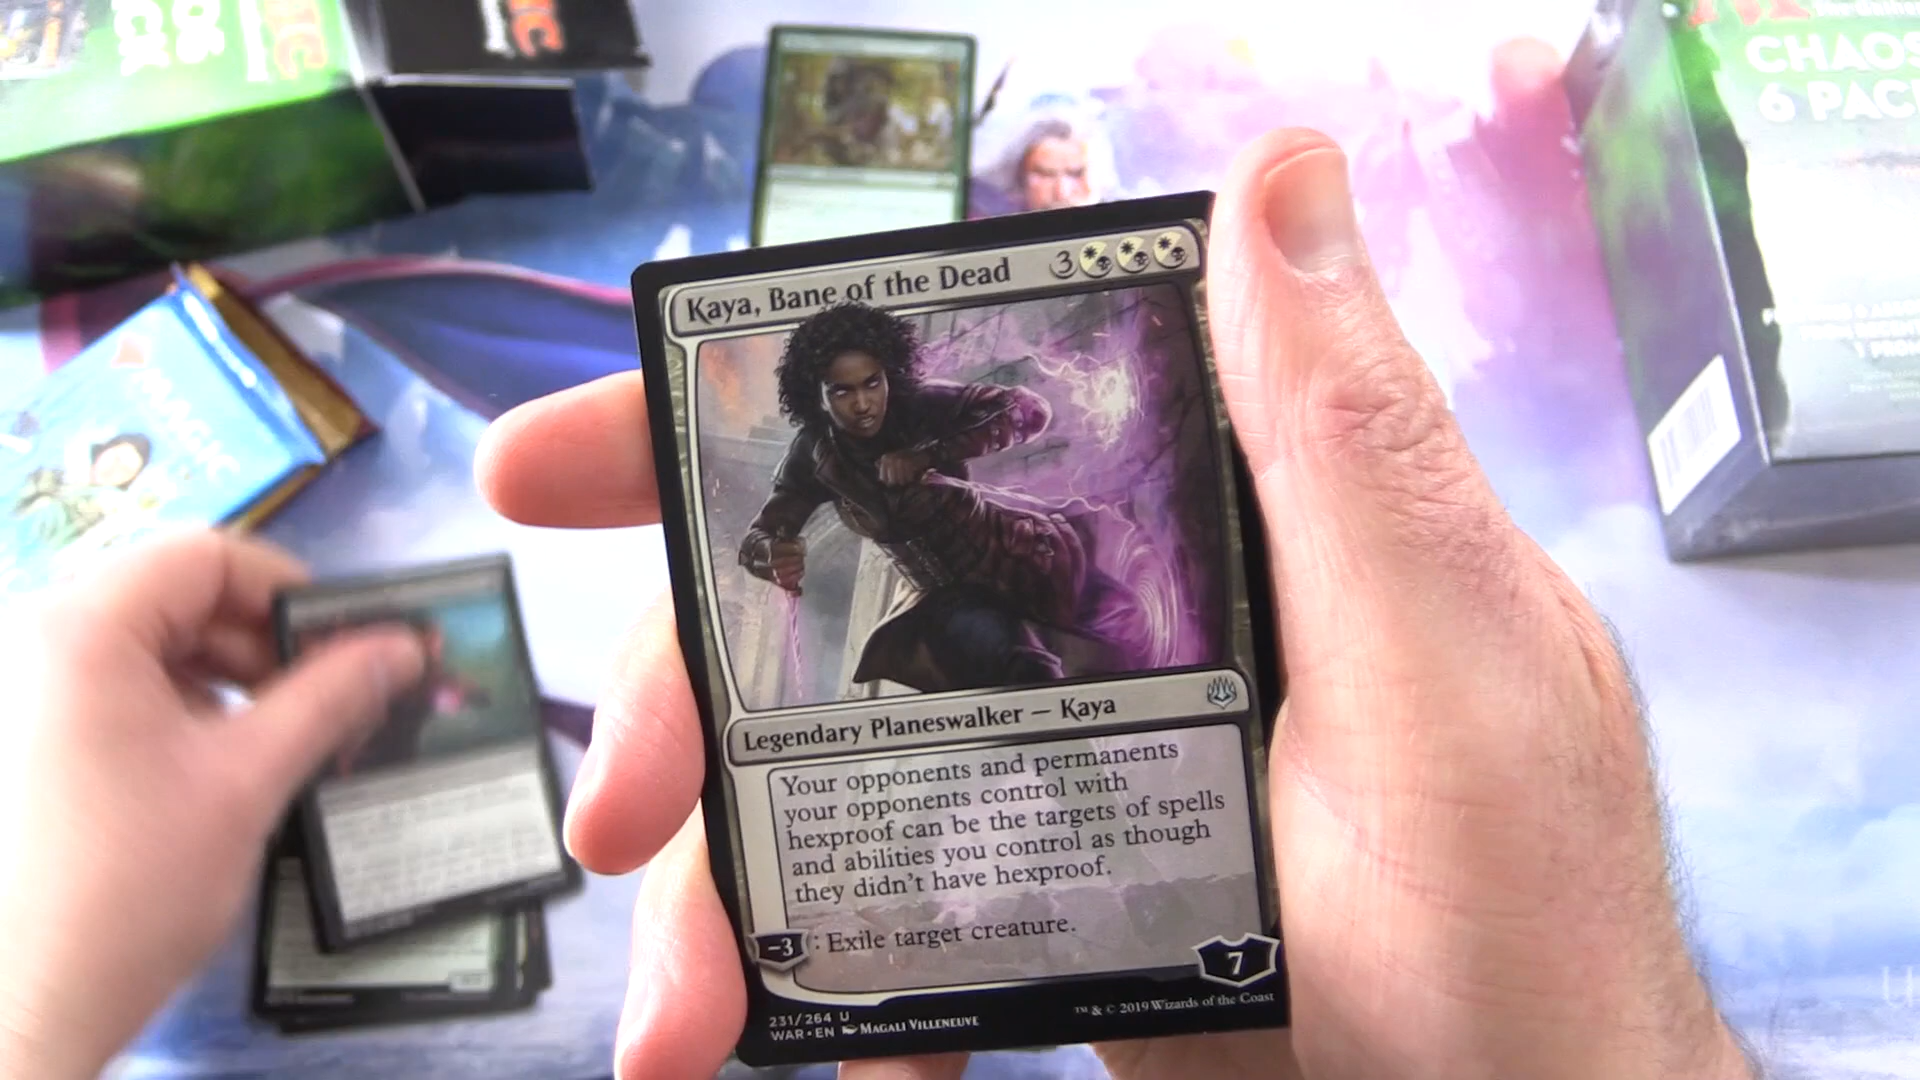 CHAOS
6 PAC
MAGIC
Kaya, Bane of the Dead
3
Legendary Planeswalker — Kaya
Your opponents and permanents
your opponents control with
hexproof can be the targets of spells
and abilities you control as though
they didn't have hexproof.
−3 : Exile target creature.
7
231/264 U
WAR • EN MAGALI VILLENEUVE
™ & © 2019 Wizards of the Coast